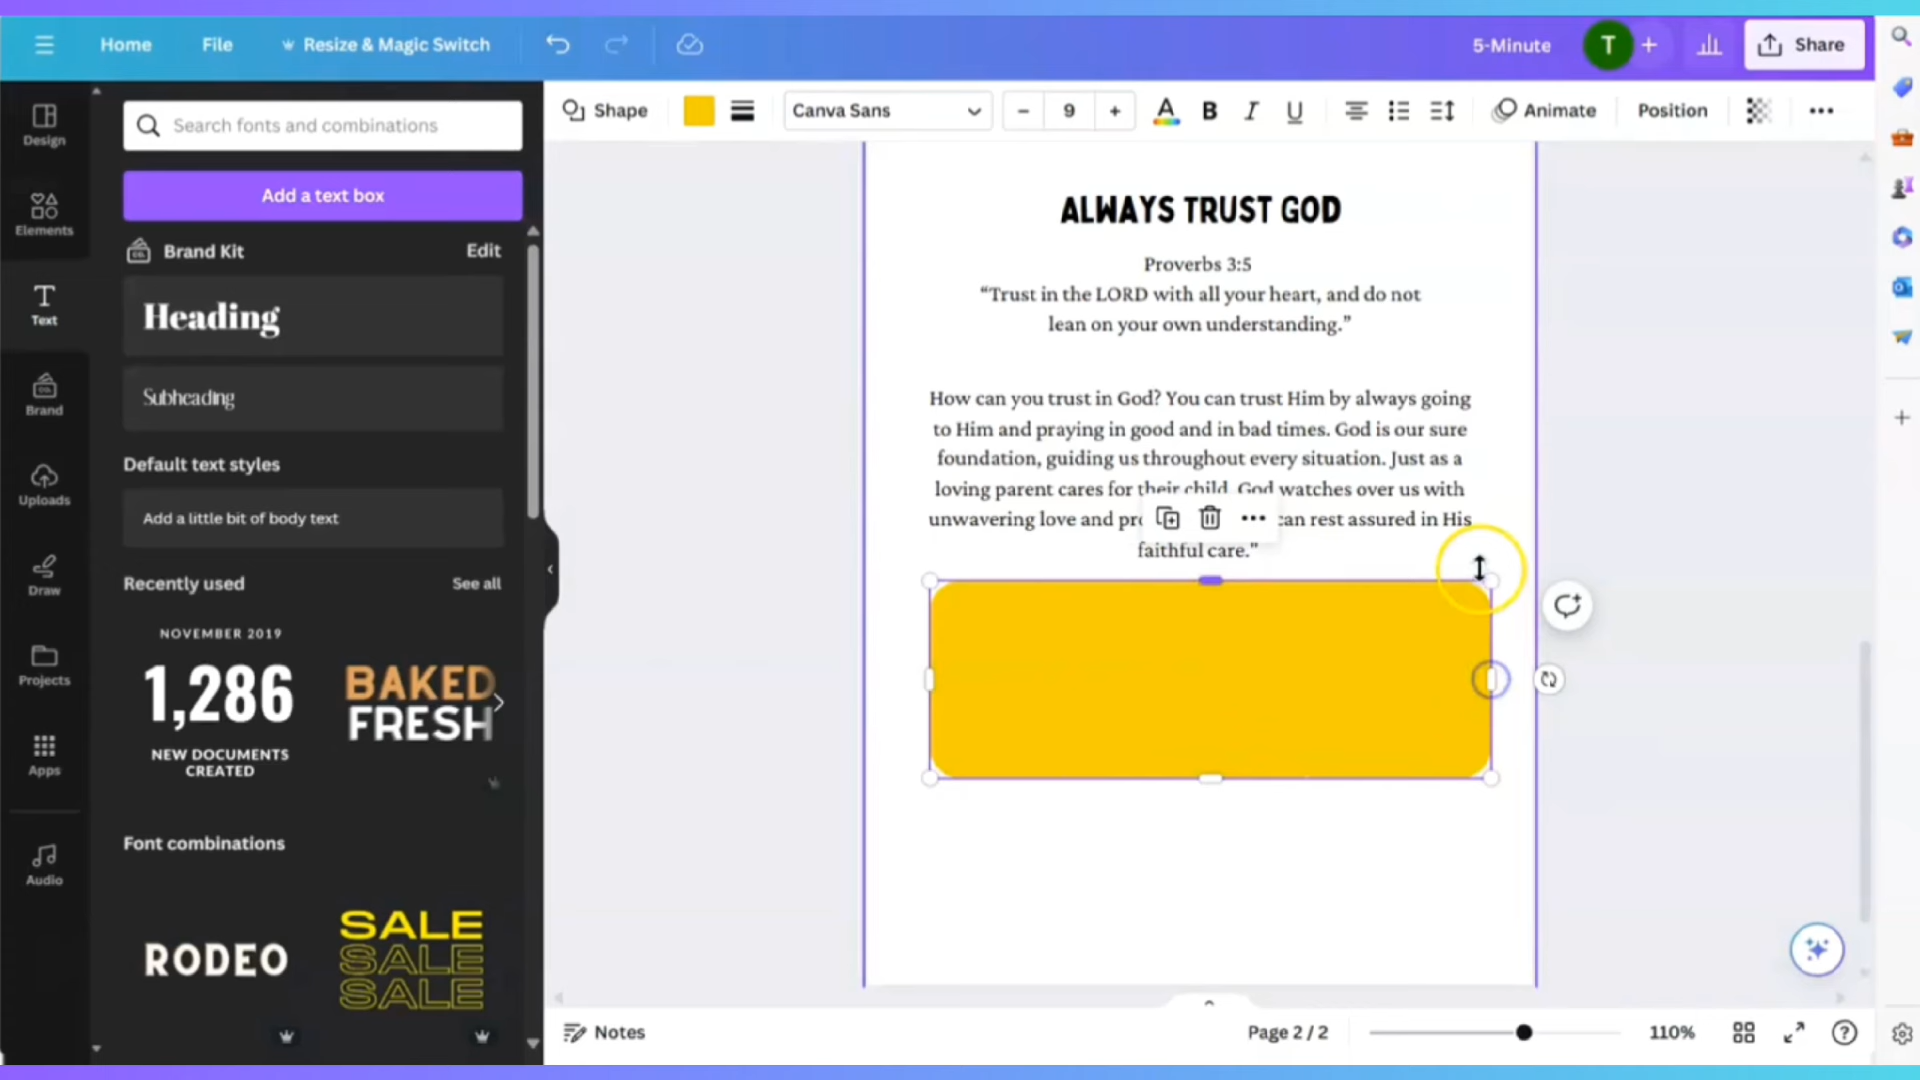 Home
File
Resize & Magic Switch
5-Minute
T
Share
Design
Elements
Text
Brand
Uploads
Draw
Projects
Apps
Audio
Search fonts and combinations
Add a text box
Brand Kit
Edit
Heading
Subheading
Default text styles
Add a little bit of body text
Recently used
See all
NOVEMBER 2019
1,286
NEW DOCUMENTS
CREATED
BAKED
FRESH
Font combinations
RODEO
SALE
SALE
SALE
Shape
Canva Sans
9
A
B
I
U
Animate
Position
ALWAYS TRUST GOD
Proverbs 3:5
“Trust in the LORD with all your heart, and do not
lean on your own understanding.”
How can you trust in God? You can trust Him by always going
to Him and praying in good and in bad times. God is our sure
foundation, guiding us throughout every situation. Just as a
loving parent cares for their child, God watches over us with
unwavering love and can rest assured in His
faithful care."
Notes
Page 2 / 2
110%